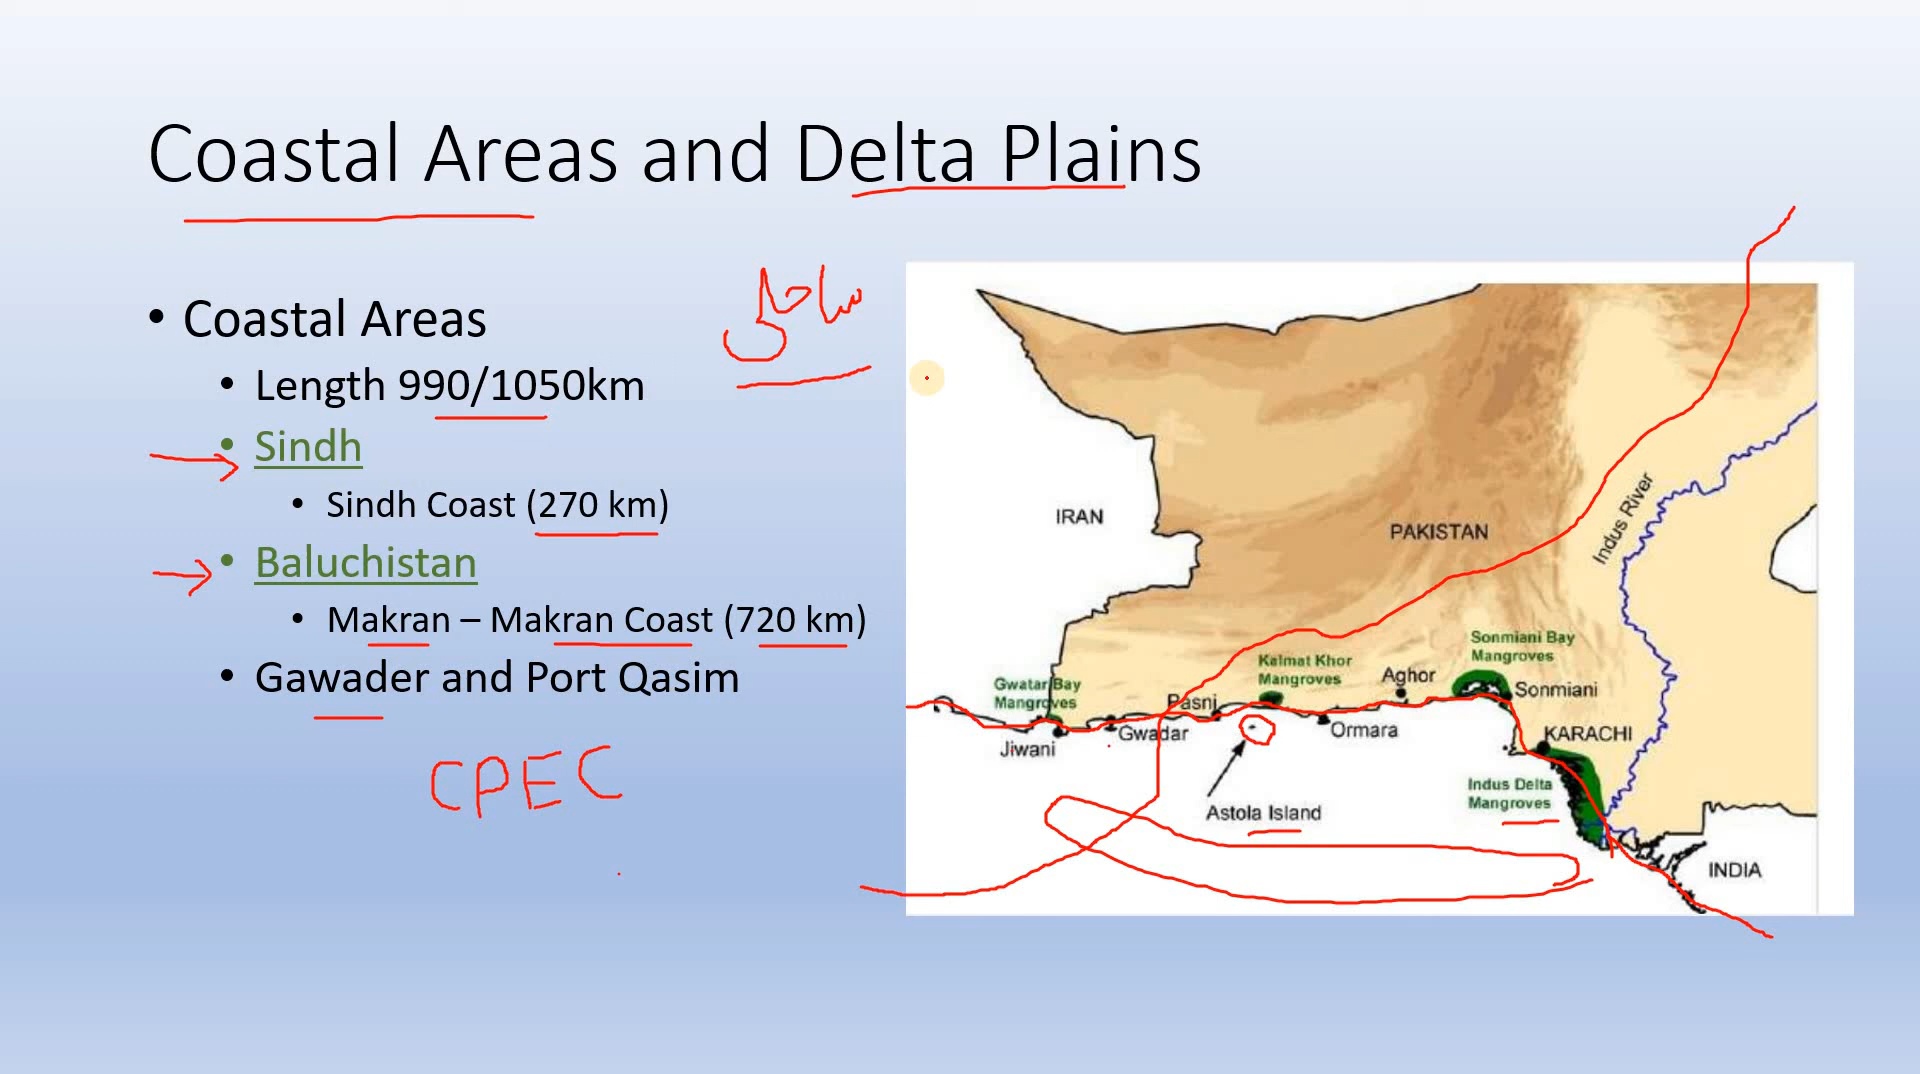 Coastal Areas and Delta Plains
• Coastal Areas
• Length 990/1050km
• Sindh
• Sindh Coast (270 km)
• Baluchistan
• Makran – Makran Coast (720 km)
• Gawader and Port Qasim
ساحل
CPEC
IRAN
PAKISTAN
Indus River
Sonmiani Bay
Mangroves
Kalmat Khor
Mangroves
Aghor
Sonmiani
Gwatar Bay
Mangroves
Pasni
Jiwani
Gwadar
Ormara
KARACHI
Indus Delta
Mangroves
Astola Island
INDIA